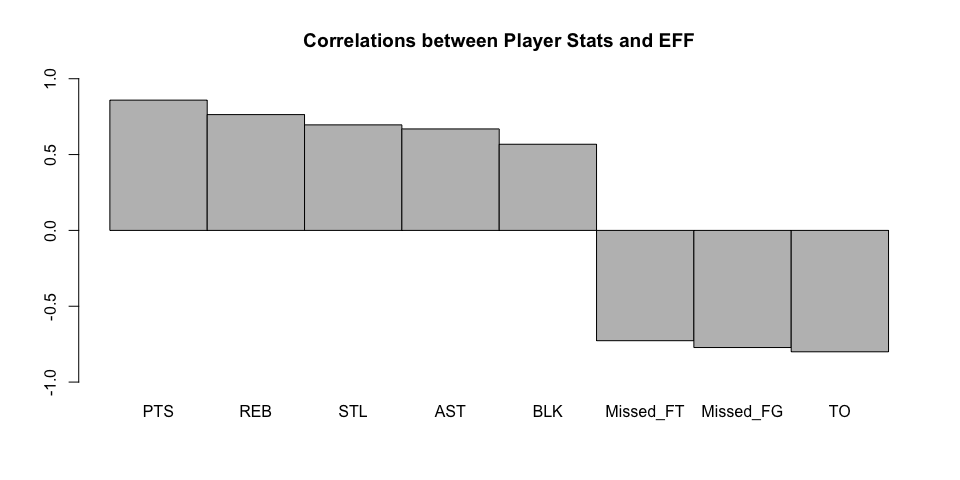 Correlations between Player Stats and EFF
1.0
0.5
0.0
-0.5
-1.0
PTS REB STL AST BLK Missed_FT Missed_FG TO